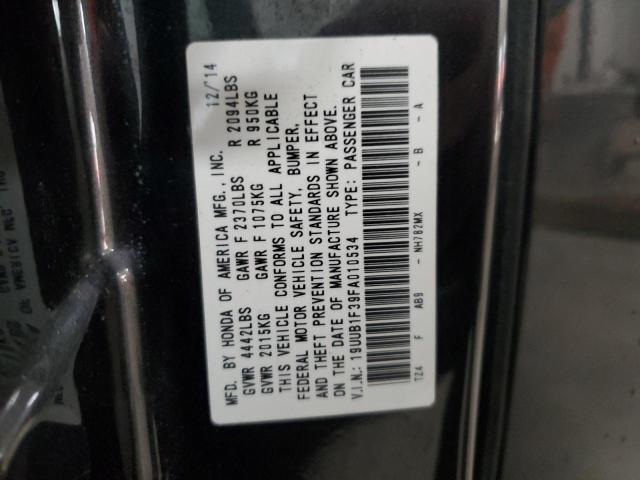 MFD. BY HONDA OF AMERICA MFG., INC. 12/'14
GVWR 4442LBS GAWR F 2370LBS R 2094LBS
GVWR 2015KG GAWR F 1075KG R 950KG
THIS VEHICLE CONFORMS TO ALL APPLICABLE
FEDERAL MOTOR VEHICLE SAFETY, BUMPER,
AND THEFT PREVENTION STANDARDS IN EFFECT
ON THE DATE OF MANUFACTURE SHOWN ABOVE.
V.I.N.: 19UUB1F39FA010534 TYPE: PASSENGER CAR
TZ4 F AB9 - NH782MX - B - A